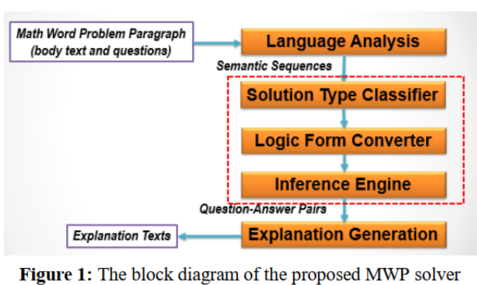 Math Word Problem Paragraph
(body text and questions)
Language Analysis
Semantic Sequences
Solution Type Classifier
Logic Form Converter
Inference Engine
Question-Answer Pairs
Explanation Texts
Explanation Generation
Figure 1: The block diagram of the proposed MWP solver